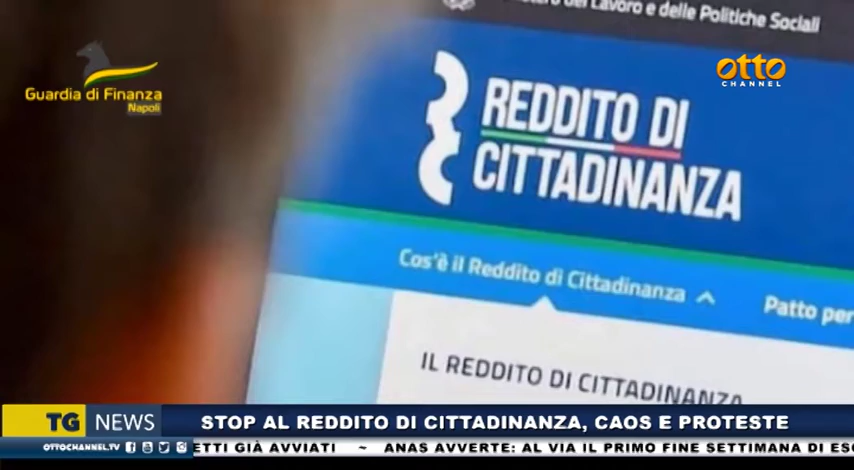 del Lavoro e delle Politiche Sociali
Guardia di Finanza
Napoli
otto
CHANNEL
REDDITO DI
CITTADINANZA
Cos'è il Reddito di Cittadinanza
Patto per
IL REDDITO DI CITTADINANZA
TG NEWS
STOP AL REDDITO DI CITTADINANZA, CAOS E PROTESTE
OTTOCHANNEL.TV
ETTI GIÀ AVVIATI ~ ANAS AVVERTE: AL VIA IL PRIMO FINE SETTIMANA DI ESO